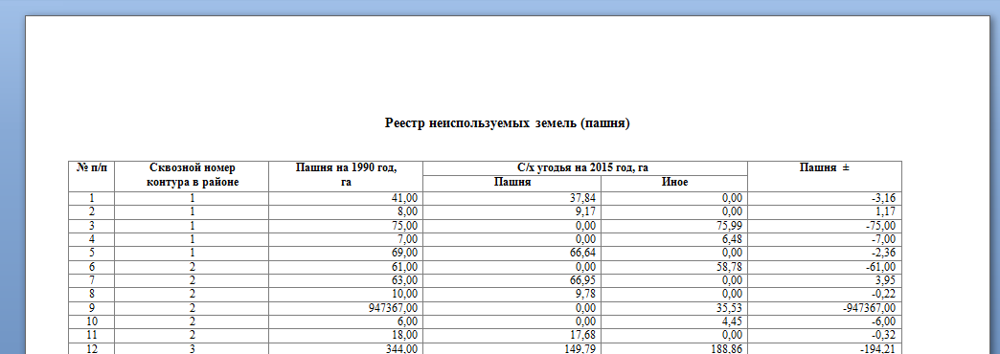 Реестр неиспользуемых земель (пашня)
№ п/п Сквозной номер контура в районе Пашня на 1990 год, га С/х угодья на 2015 год, га Пашня ±
Пашня Иное
1 1 41,00 37,84 0,00 -3,16
2 1 8,00 9,17 0,00 1,17
3 1 75,00 0,00 75,99 -75,00
4 1 7,00 0,00 6,48 -7,00
5 1 69,00 66,64 0,00 -2,36
6 2 61,00 0,00 58,78 -61,00
7 2 63,00 66,95 0,00 3,95
8 2 10,00 9,78 0,00 -0,22
9 2 947367,00 0,00 35,53 -947367,00
10 2 6,00 0,00 4,45 -6,00
11 2 18,00 17,68 0,00 -0,32
12 3 344,00 149,79 188,86 -194,21